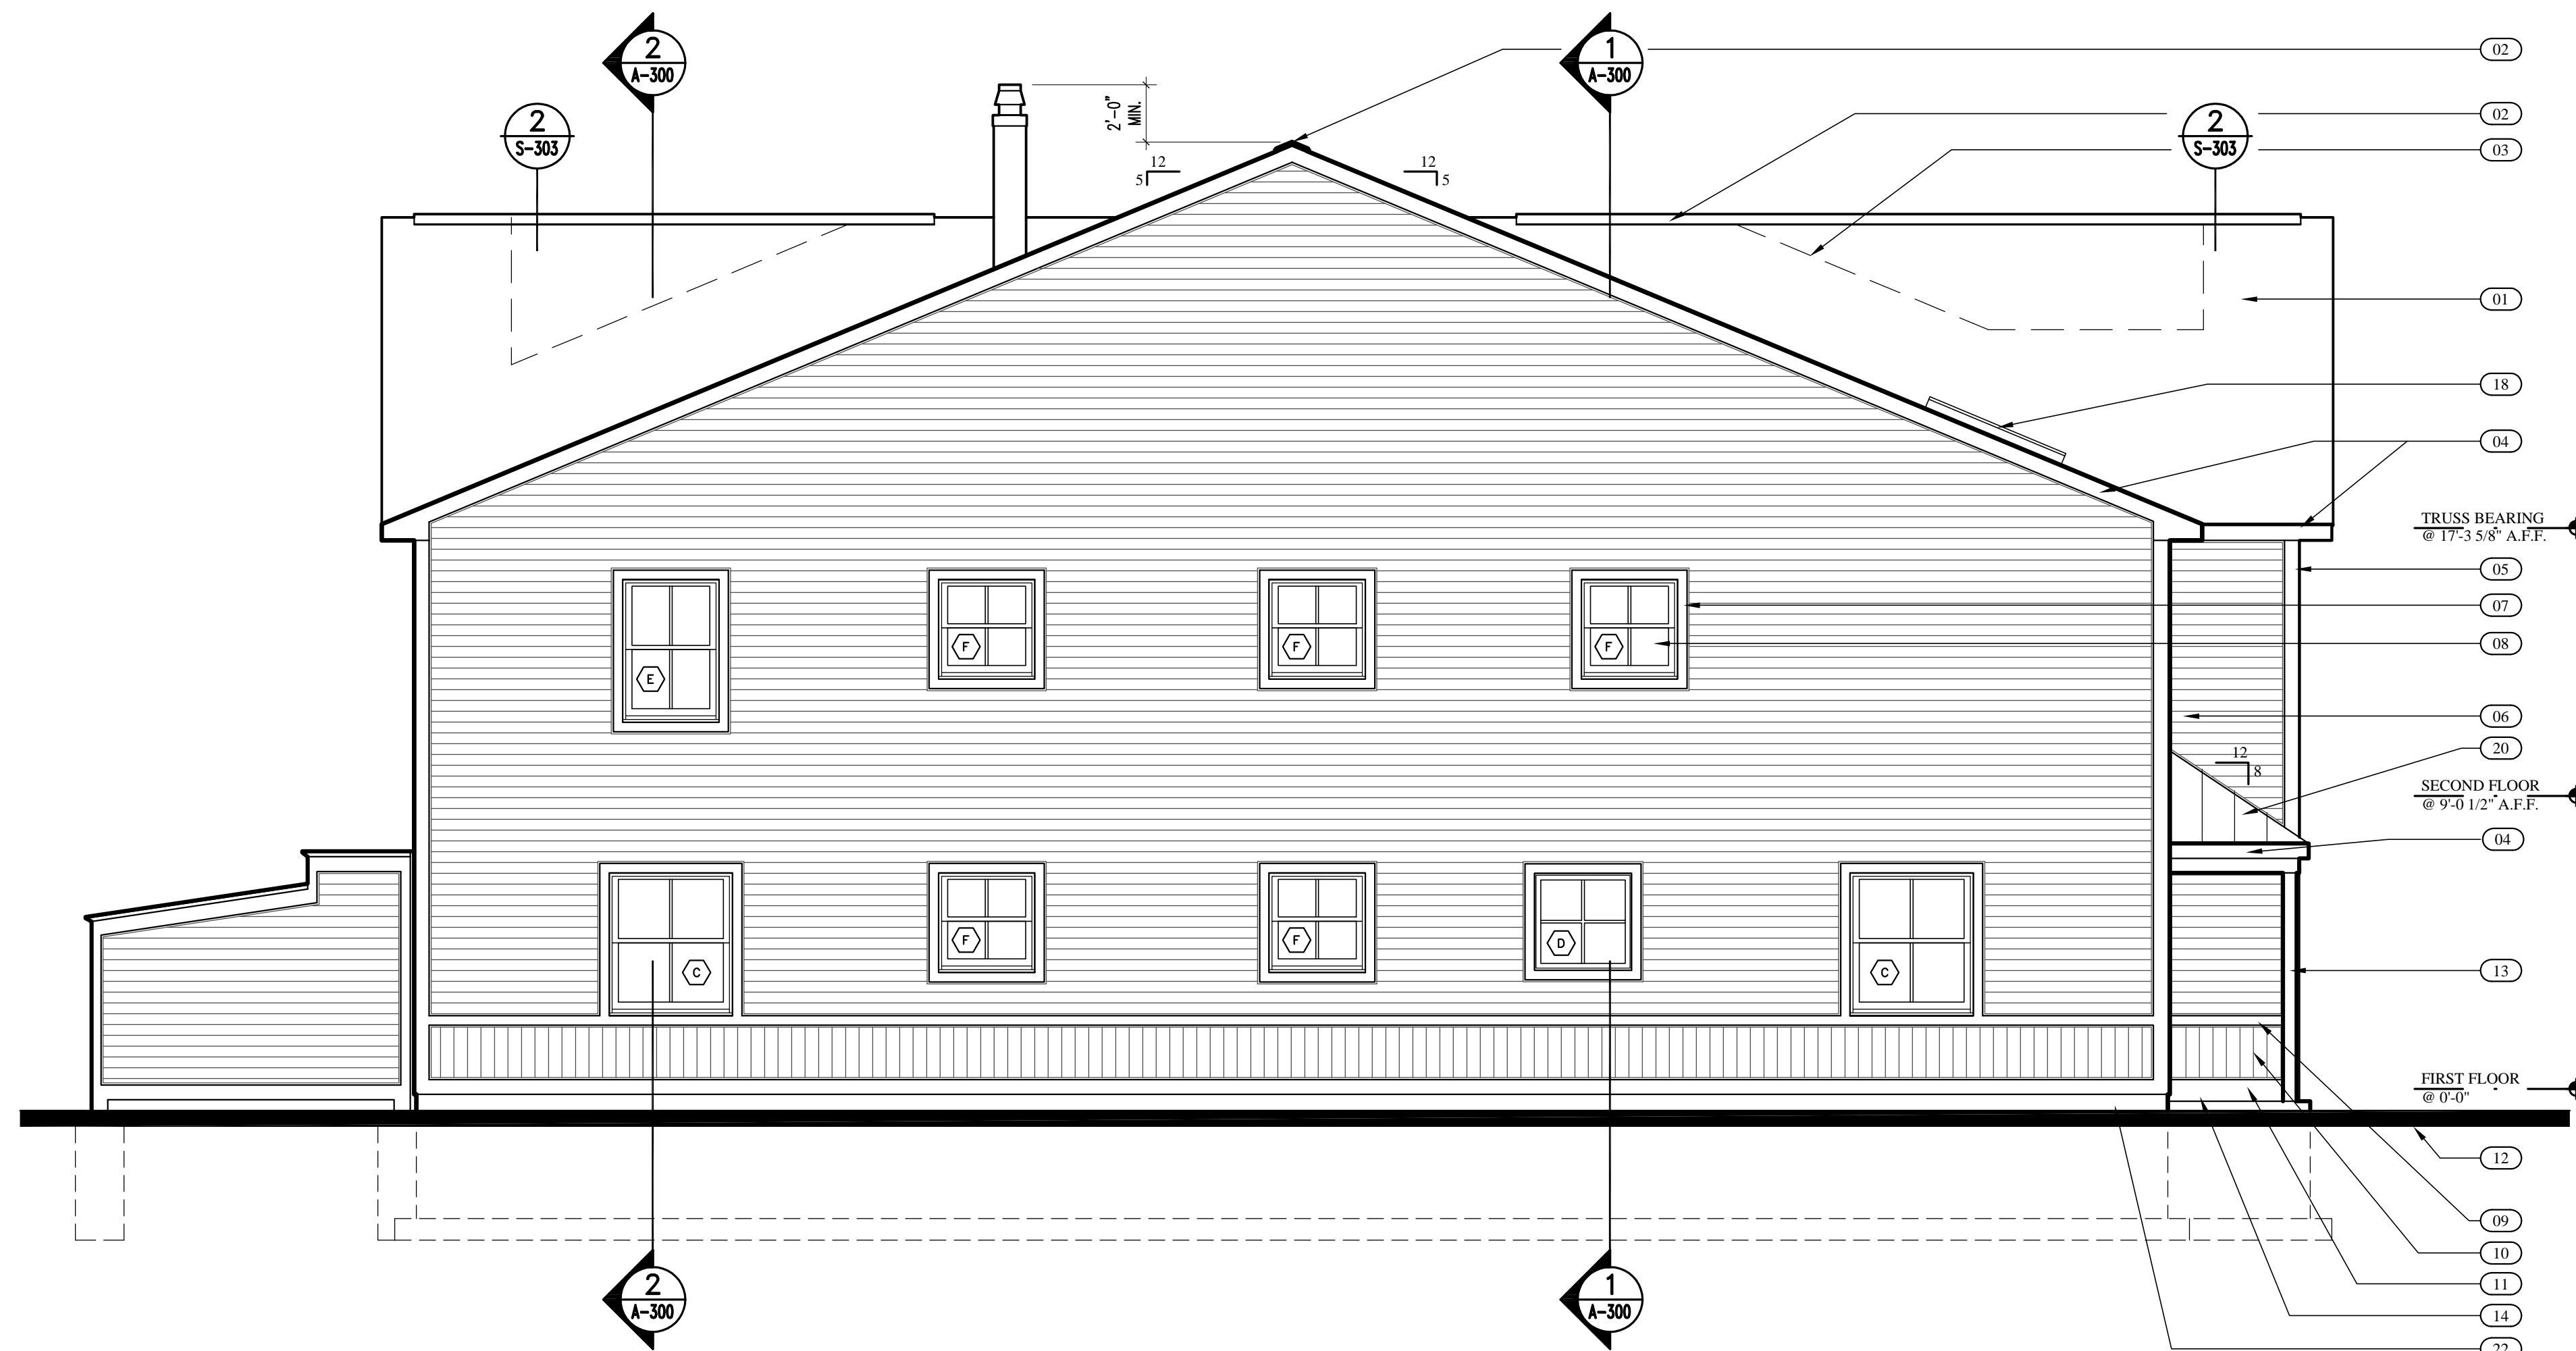 2
A-300
1
A-300
02
2'-0"
MIN.
2
S-303
2
S-303
02
03
12
5
12
5
01
18
04
TRUSS BEARING
@ 17'-3 5/8" A.F.F.
05
07
08
F
F
F
E
06
20
12
8
SECOND FLOOR
@ 9'-0 1/2" A.F.F.
04
F
F
D
C
C
13
FIRST FLOOR
@ 0'-0"
12
09
10
11
14
22
2
A-300
1
A-300